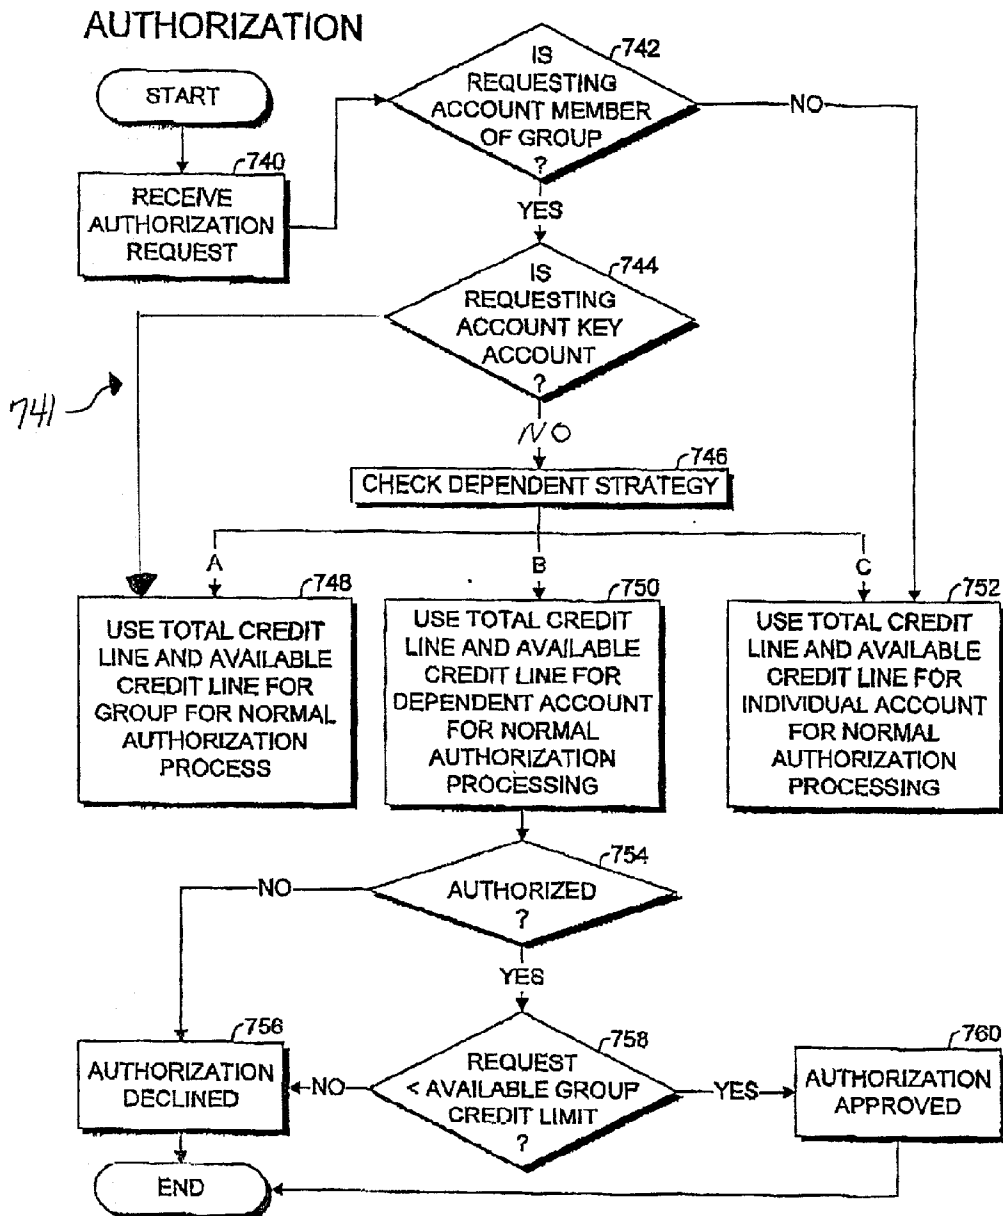 AUTHORIZATION
START
740
RECEIVE
AUTHORIZATION
REQUEST
742
IS
REQUESTING
ACCOUNT MEMBER
OF GROUP
?
NO
YES
744
IS
REQUESTING
ACCOUNT KEY
ACCOUNT
?
741
NO
746
CHECK DEPENDENT STRATEGY
A
B
C
748
USE TOTAL CREDIT
LINE AND AVAILABLE
CREDIT LINE FOR
GROUP FOR NORMAL
AUTHORIZATION
PROCESS
750
USE TOTAL CREDIT
LINE AND AVAILABLE
CREDIT LINE FOR
DEPENDENT ACCOUNT
FOR NORMAL
AUTHORIZATION
PROCESSING
752
USE TOTAL CREDIT
LINE AND AVAILABLE
CREDIT LINE FOR
INDIVIDUAL ACCOUNT
FOR NORMAL
AUTHORIZATION
PROCESSING
754
AUTHORIZED
?
NO
YES
756
AUTHORIZATION
DECLINED
758
REQUEST
< AVAILABLE GROUP
CREDIT LIMIT
?
NO
YES
760
AUTHORIZATION
APPROVED
END